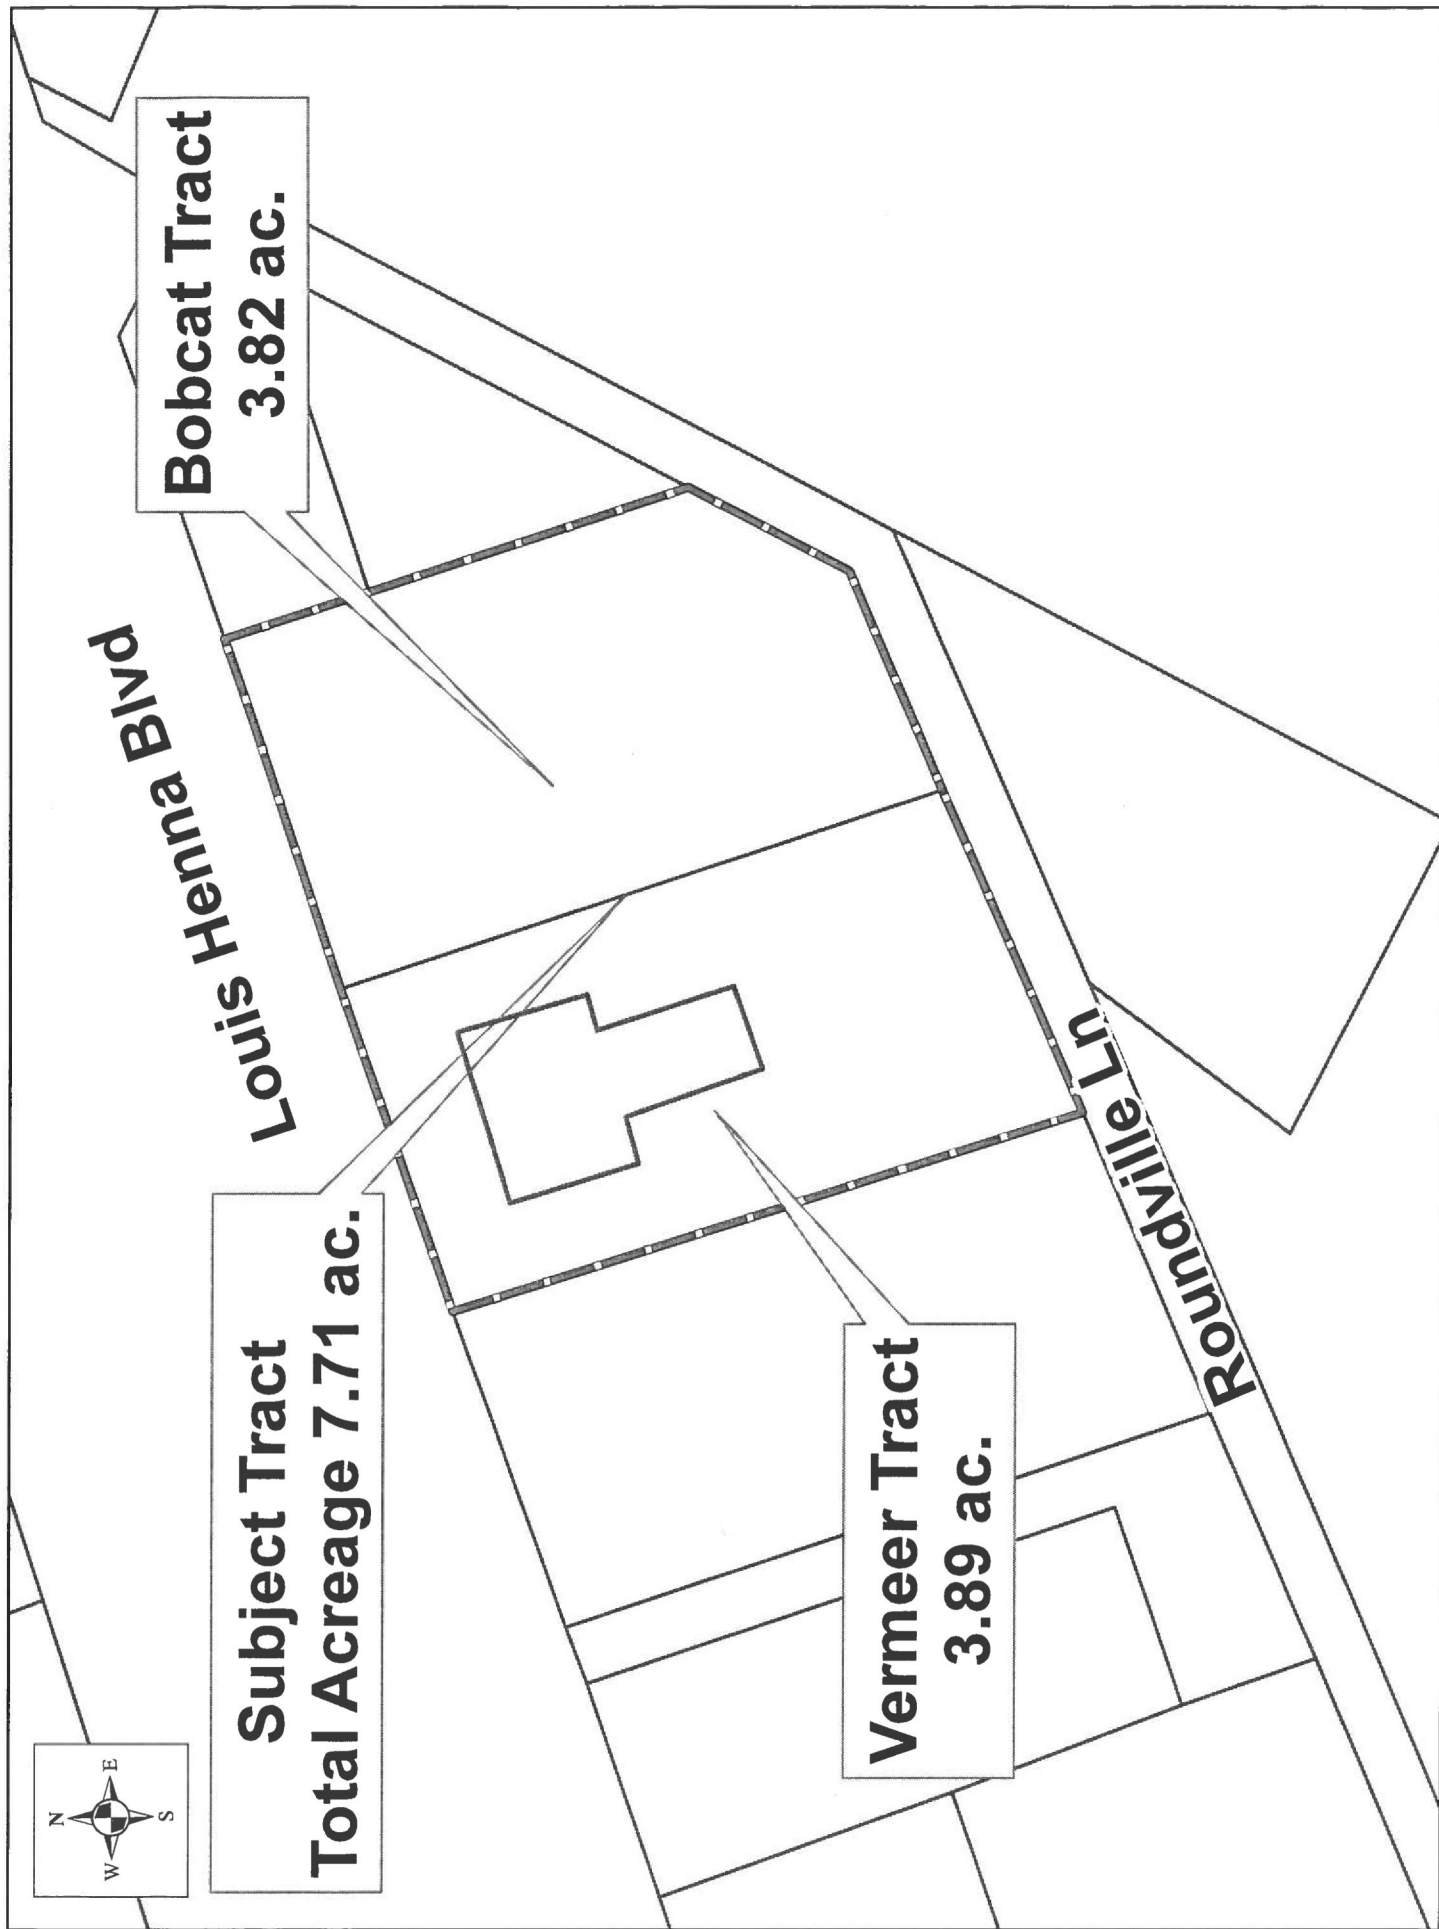 N
W E
S
Subject Tract
Total Acreage 7.71 ac.
Louis Henna Blvd
Bobcat Tract
3.82 ac.
Vermeer Tract
3.89 ac.
Roundville Ln